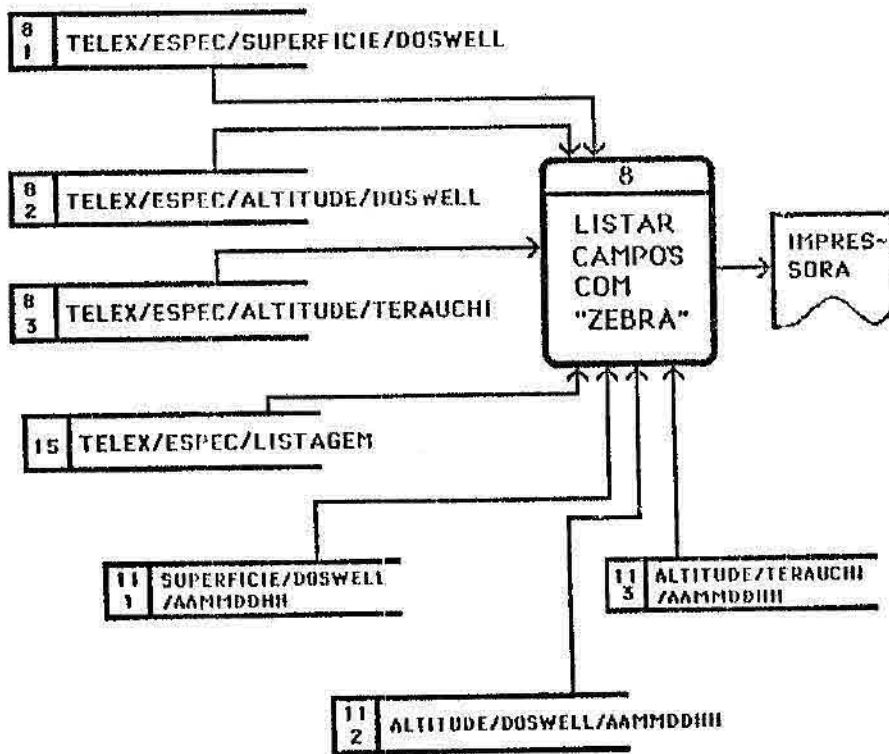 8
1
TELEX/ESPEC/SUPERFICIE/DOSWELL
8
2
TELEX/ESPEC/ALTITUDE/DOSWELL
8
3
TELEX/ESPEC/ALTITUDE/TERAUCHI
8
LISTAR
CAMPOS
COM
"ZEBRA"
IMPRES-
SORA
15
TELEX/ESPEC/LISTAGEM
11
1
SUPERFICIE/DOSWELL
/AAMMDDHH
11
3
ALTITUDE/TERAUCHI
/AAMMDDHH
11
2
ALTITUDE/DOSWELL/AAMMDDHH